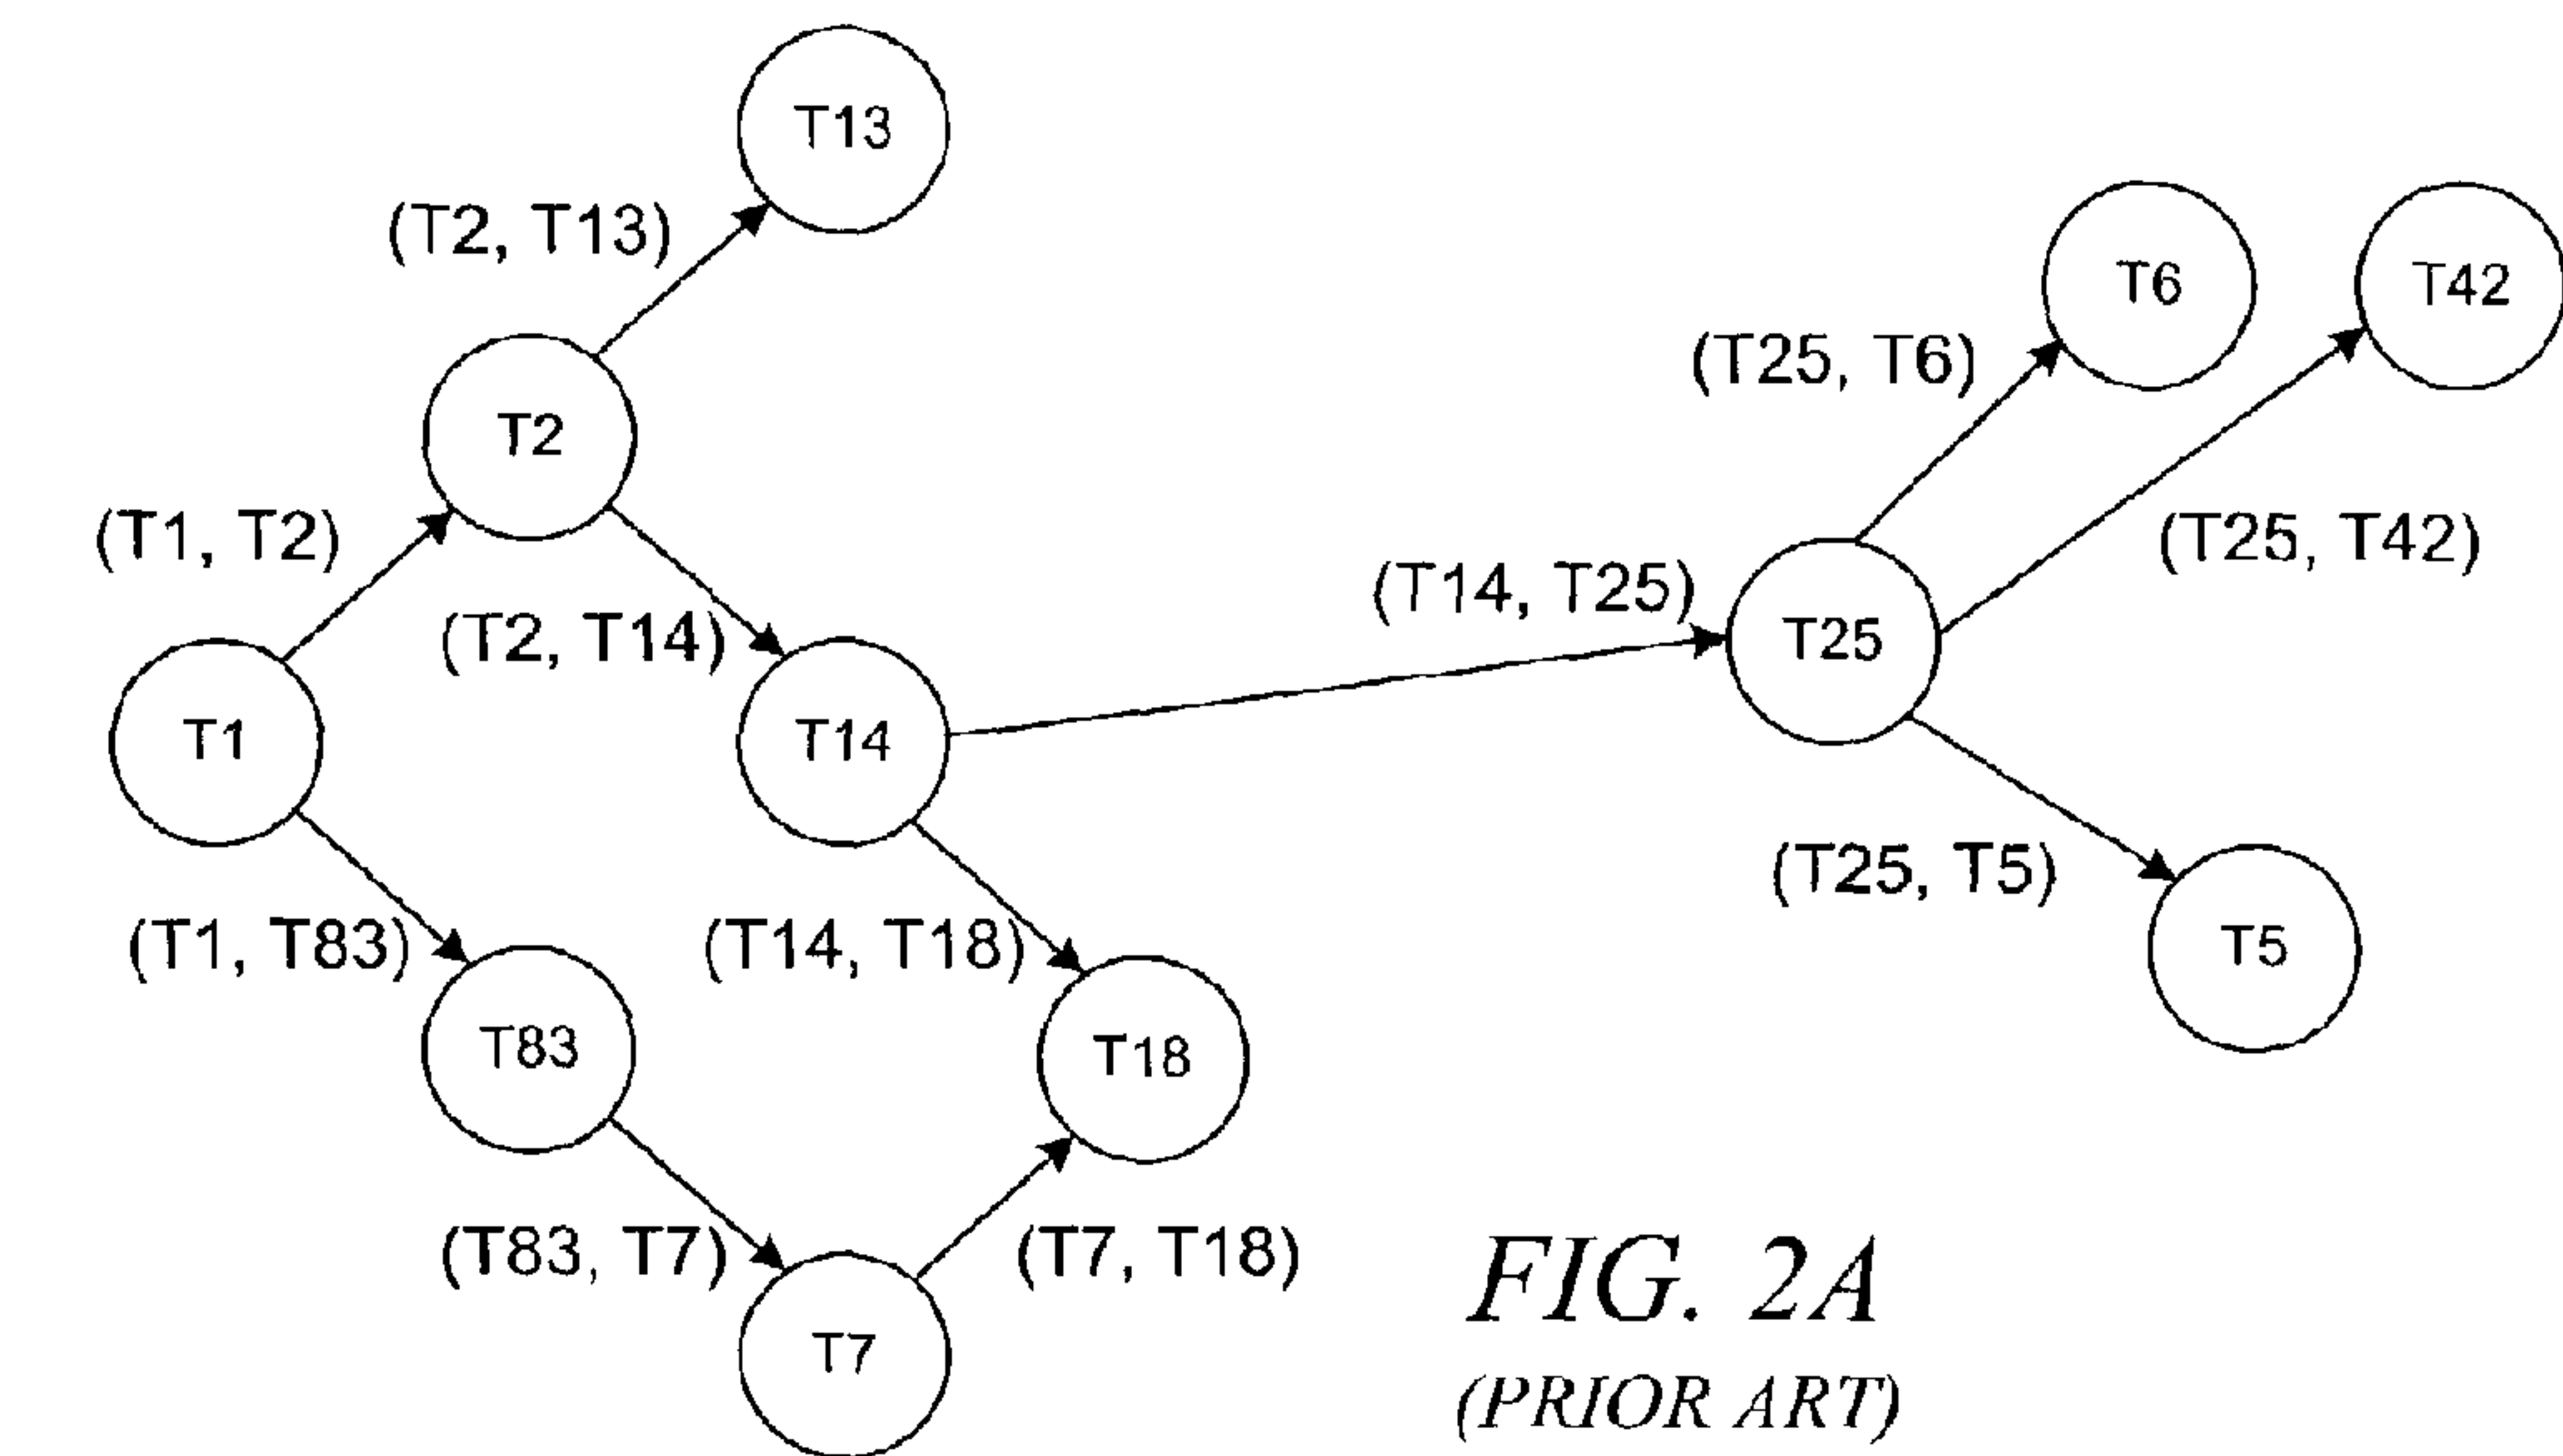 T13
(T2, T13)
T6
T42
(T25, T6)
T2
(T1, T2)
(T25, T42)
(T14, T25)
(T2, T14)
T25
T1
T14
(T25, T5)
(T1, T83)
(T14, T18)
T5
T83
T18
(T83, T7)
(T7, T18)
FIG. 2A
T7
(PRIOR ART)